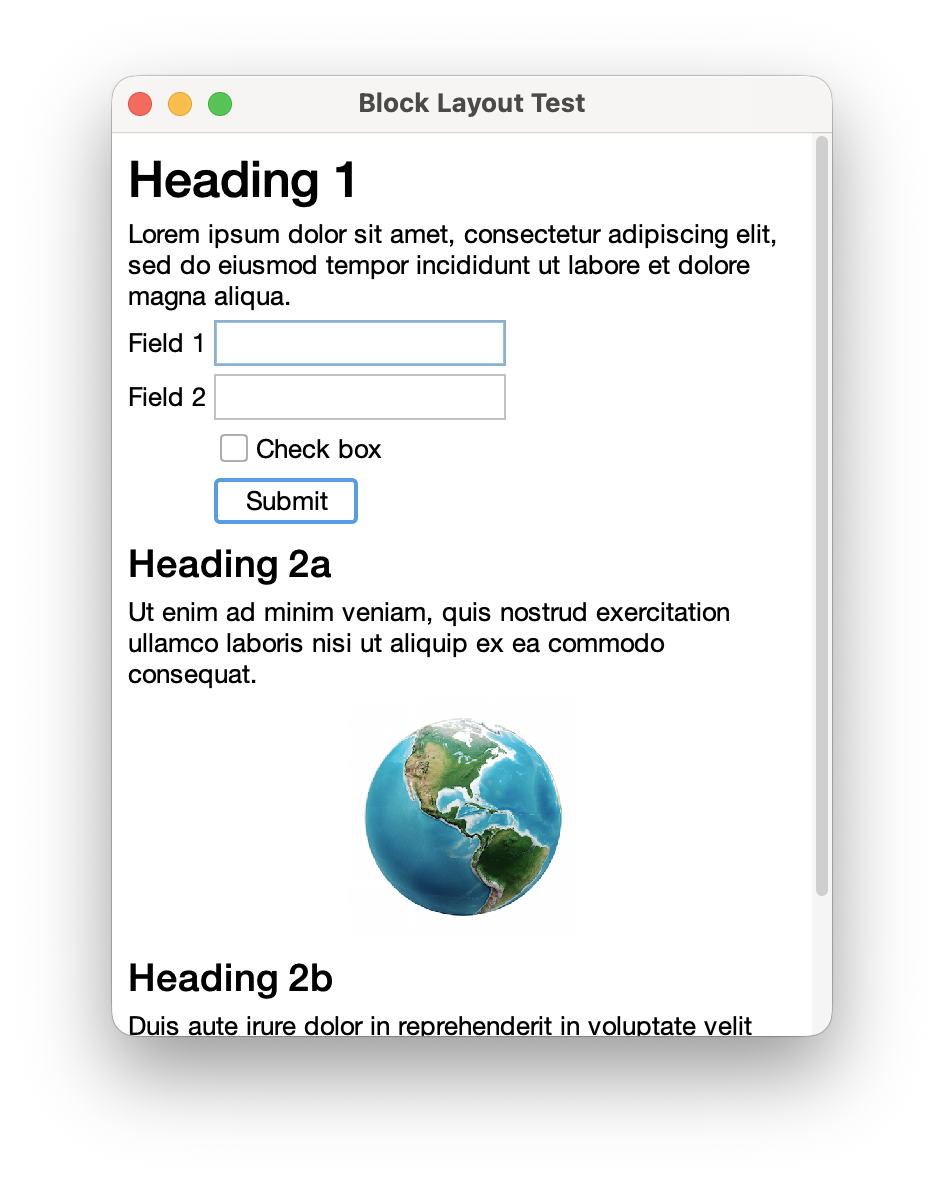 Block Layout Test
Heading 1
Lorem ipsum dolor sit amet, consectetur adipiscing elit,
sed do eiusmod tempor incididunt ut labore et dolore
magna aliqua.
Field 1
Field 2
Check box
Submit
Heading 2a
Ut enim ad minim veniam, quis nostrud exercitation
ullamco laboris nisi ut aliquip ex ea commodo
consequat.
Heading 2b
Duis aute irure dolor in reprehenderit in voluptate velit